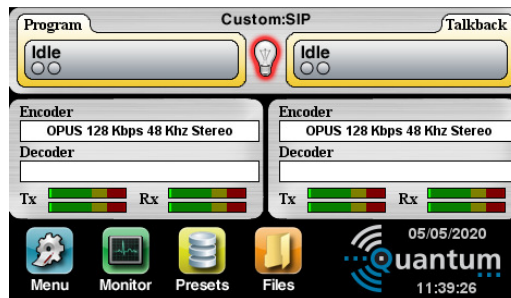 Program Custom:SIP Talkback
Idle Idle
Encoder Encoder
OPUS 128 Kbps 48 Khz Stereo OPUS 128 Kbps 48 Khz Stereo
Decoder Decoder
Tx Rx Tx Rx
05/05/2020
Quantum
Menu Monitor Presets Files 11:39:26